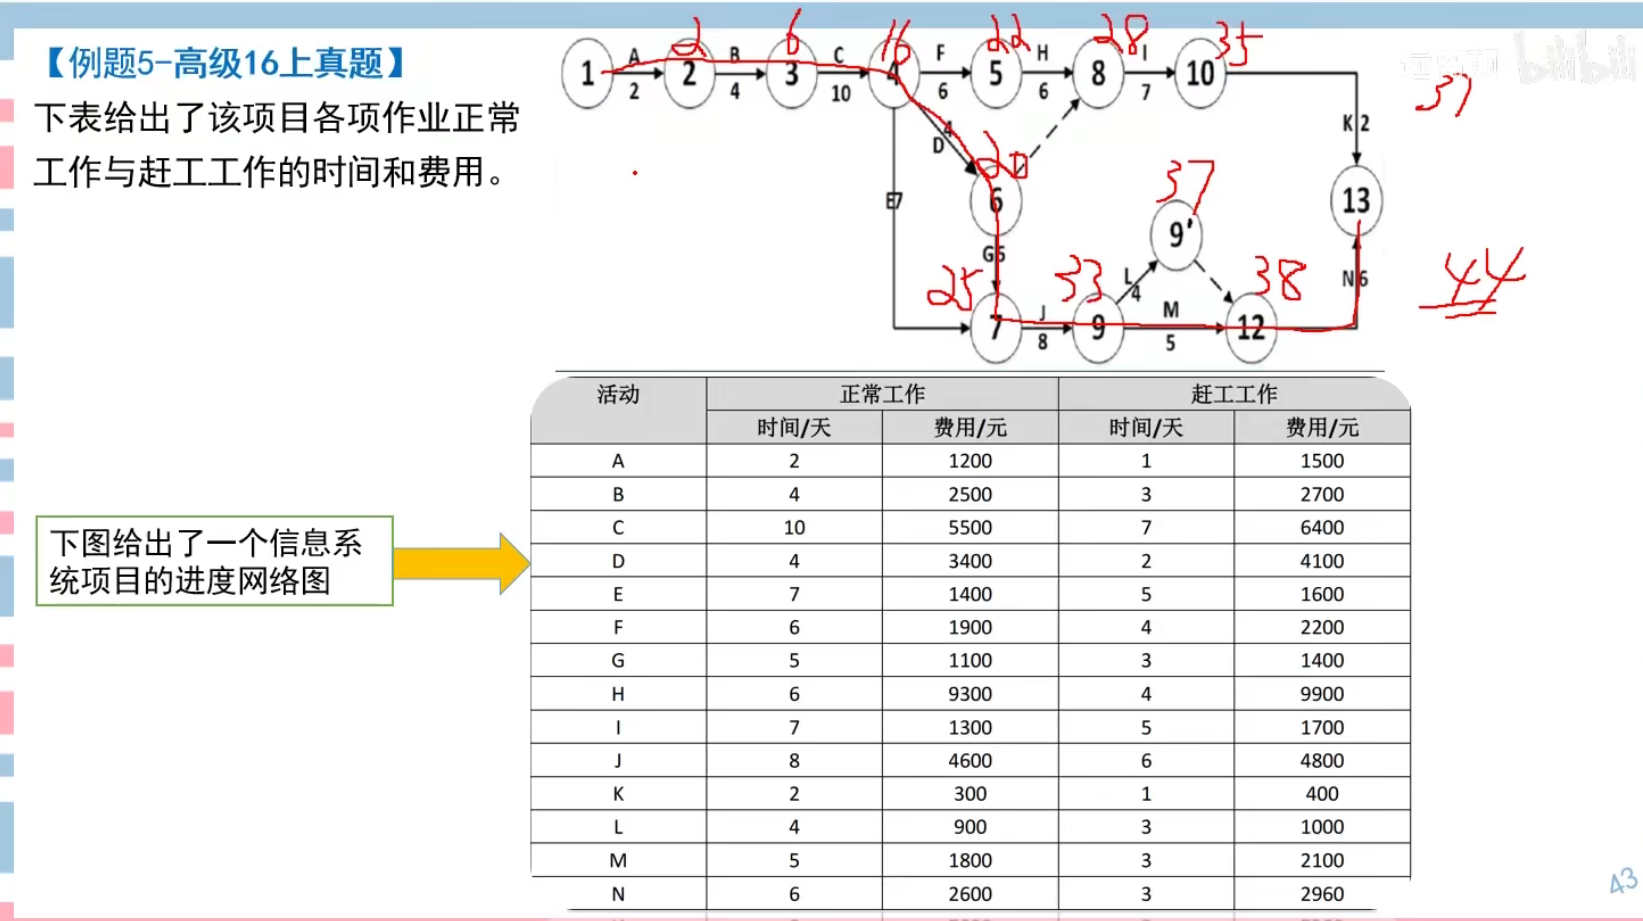 【例题5-高级16上真题】
下表给出了该项目各项作业正常
工作与赶工工作的时间和费用。
下图给出了一个信息系
统项目的进度网络图
2 6 16 22 28 35
1 A 2 2 B 4 3 C 10 4 F 6 5 H 6 8 I 7 10
37
K 2
4 D 20
E7 6 37 9' 13
G5 25 33 L 4 38 N 6 44
7 J 8 9 M 5 12
活动 正常工作 赶工工作
时间/天 费用/元 时间/天 费用/元
A 2 1200 1 1500
B 4 2500 3 2700
C 10 5500 7 6400
D 4 3400 2 4100
E 7 1400 5 1600
F 6 1900 4 2200
G 5 1100 3 1400
H 6 9300 4 9900
I 7 1300 5 1700
J 8 4600 6 4800
K 2 300 1 400
L 4 900 3 1000
M 5 1800 3 2100
N 6 2600 3 2960
43
bilibili